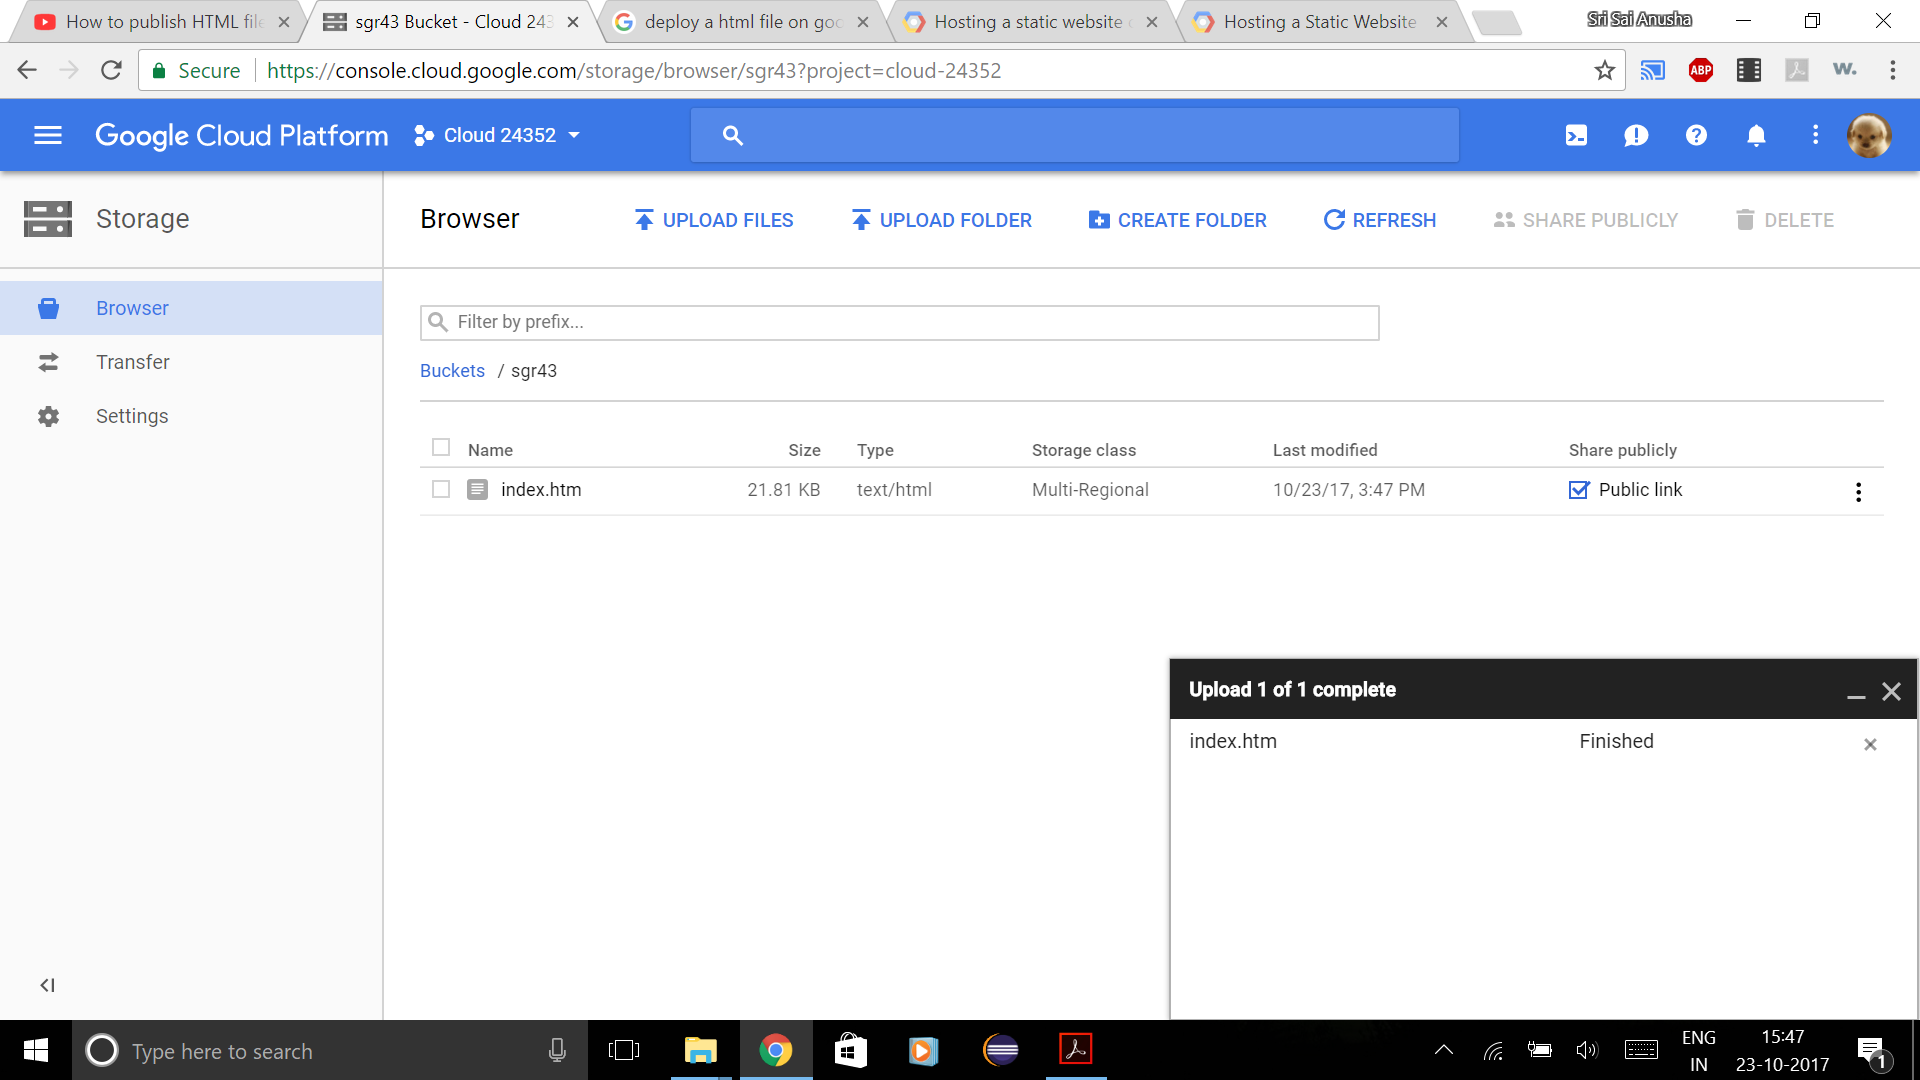 How to publish HTML file
sgr43 Bucket - Cloud 243
deploy a html file on goo
Hosting a static website
Hosting a Static Website
Sri Sai Anusha
Secure
https://console.cloud.google.com/storage/browser/sgr43?project=cloud-24352
ABP
w.
Google Cloud Platform
Cloud 24352
Storage
Browser
UPLOAD FILES
UPLOAD FOLDER
CREATE FOLDER
REFRESH
SHARE PUBLICLY
DELETE
Browser
Transfer
Settings
Filter by prefix...
Buckets / sgr43
Name Size Type Storage class Last modified Share publicly
index.htm 21.81 KB text/html Multi-Regional 10/23/17, 3:47 PM Public link
Upload 1 of 1 complete
index.htm Finished
Type here to search
ENG
IN
15:47
23-10-2017
1